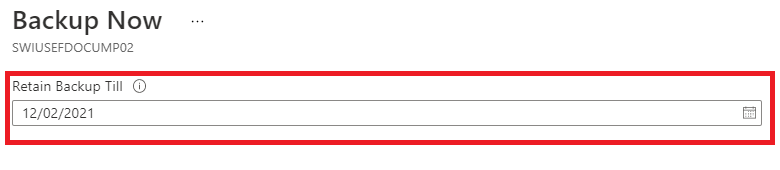 Backup Now ...
SWIUSEFDOCUMP02
Retain Backup Till
12/02/2021